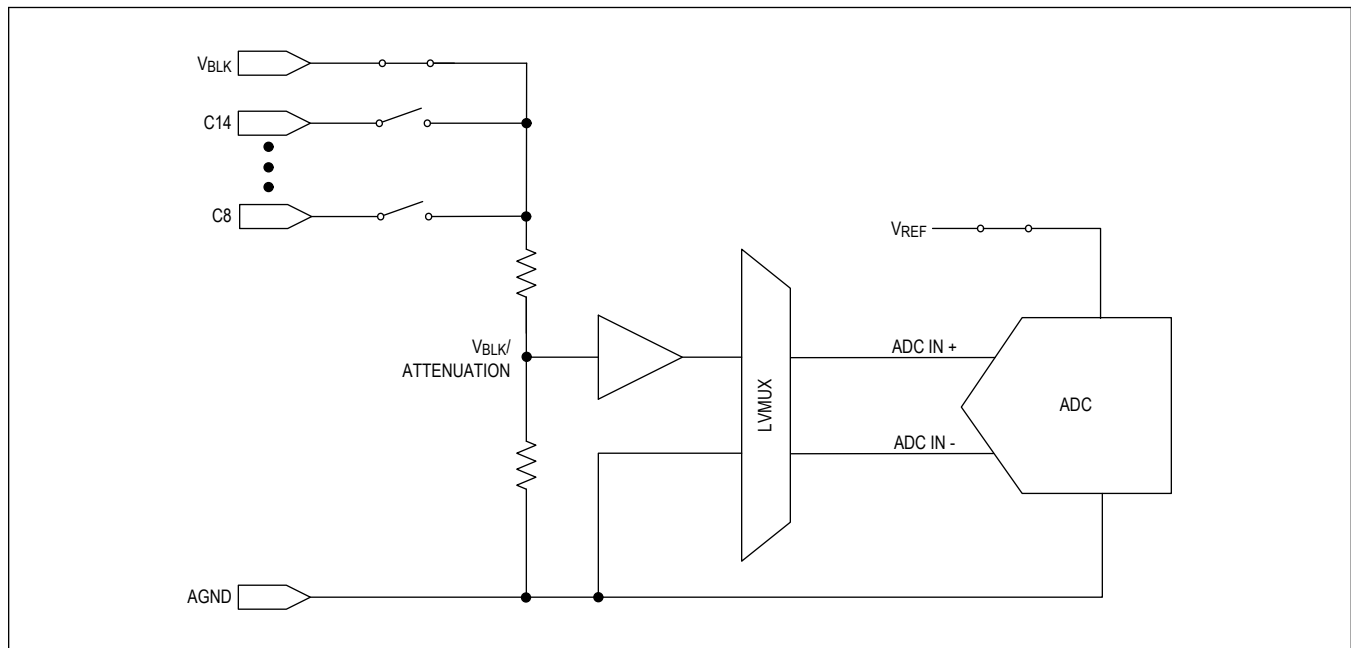 VBLK
C14
C8
VREF
VBLK/
ATTENUATION
LVMUX
ADC IN +
ADC
ADC IN -
AGND